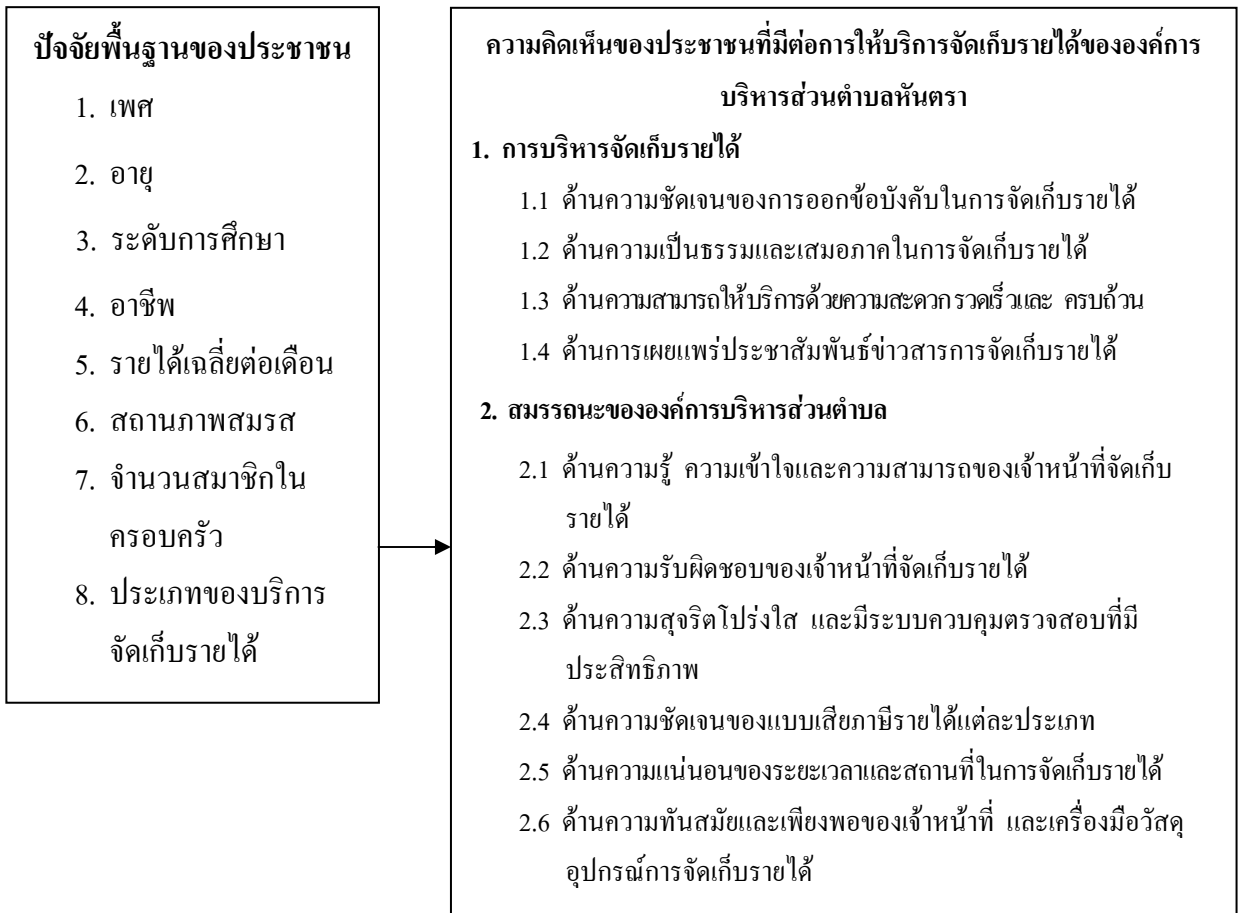 ปัจจัยพื้นฐานของประชาชน
1. เพศ
2. อายุ
3. ระดับการศึกษา
4. อาชีพ
5. รายได้เฉลี่ยต่อเดือน
6. สถานภาพสมรส
7. จำนวนสมาชิกใน
ครอบครัว
8. ประเภทของบริการ
จัดเก็บรายได้
ความคิดเห็นของประชาชนที่มีต่อการให้บริการจัดเก็บรายได้ขององค์การ
บริหารส่วนตำบลหันตรา
1. การบริหารจัดเก็บรายได้
1.1 ด้านความชัดเจนของการออกข้อบังคับในการจัดเก็บรายได้
1.2 ด้านความเป็นธรรมและเสมอภาคในการจัดเก็บรายได้
1.3 ด้านความสามารถให้บริการด้วยความสะดวกรวดเร็วและ ครบถ้วน
1.4 ด้านการเผยแพร่ประชาสัมพันธ์ข่าวสารการจัดเก็บรายได้
2. สมรรถนะขององค์การบริหารส่วนตำบล
2.1 ด้านความรู้ ความเข้าใจและความสามารถของเจ้าหน้าที่จัดเก็บ
รายได้
2.2 ด้านความรับผิดชอบของเจ้าหน้าที่จัดเก็บรายได้
2.3 ด้านความสุจริตโปร่งใส และมีระบบควบคุมตรวจสอบที่มี
ประสิทธิภาพ
2.4 ด้านความชัดเจนของแบบเสียภาษีรายได้แต่ละประเภท
2.5 ด้านความแน่นอนของระยะเวลาและสถานที่ในการจัดเก็บรายได้
2.6 ด้านความทันสมัยและเพียงพอของเจ้าหน้าที่ และเครื่องมือวัสดุ
อุปกรณ์การจัดเก็บรายได้